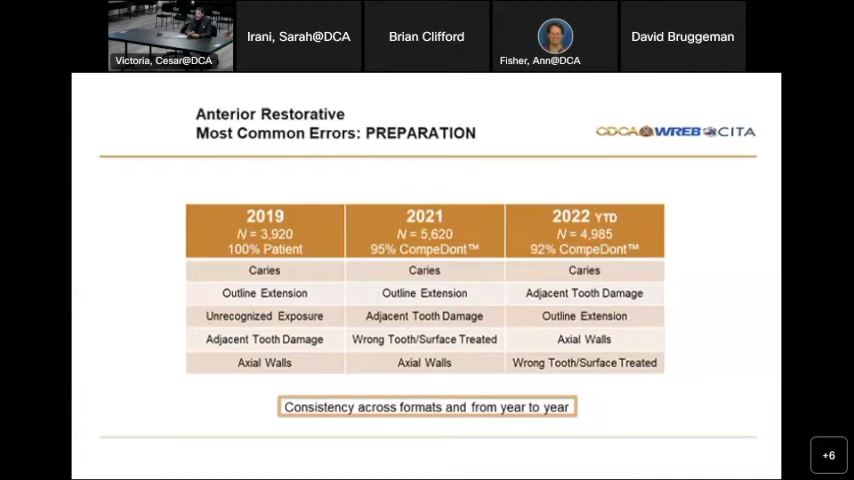 Victoria, Cesar@DCA
Irani, Sarah@DCA
Brian Clifford
Fisher, Ann@DCA
David Bruggeman
Anterior Restorative
Most Common Errors: PREPARATION
CDCA WREB CITA
2019 2021 2022 YTD
N = 3,920 N = 5,620 N = 4,985
100% Patient 95% CompeDont™ 92% CompeDont™
Caries Caries Caries
Outline Extension Outline Extension Adjacent Tooth Damage
Unrecognized Exposure Adjacent Tooth Damage Outline Extension
Adjacent Tooth Damage Wrong Tooth/Surface Treated Axial Walls
Axial Walls Axial Walls Wrong Tooth/Surface Treated
Consistency across formats and from year to year
+6